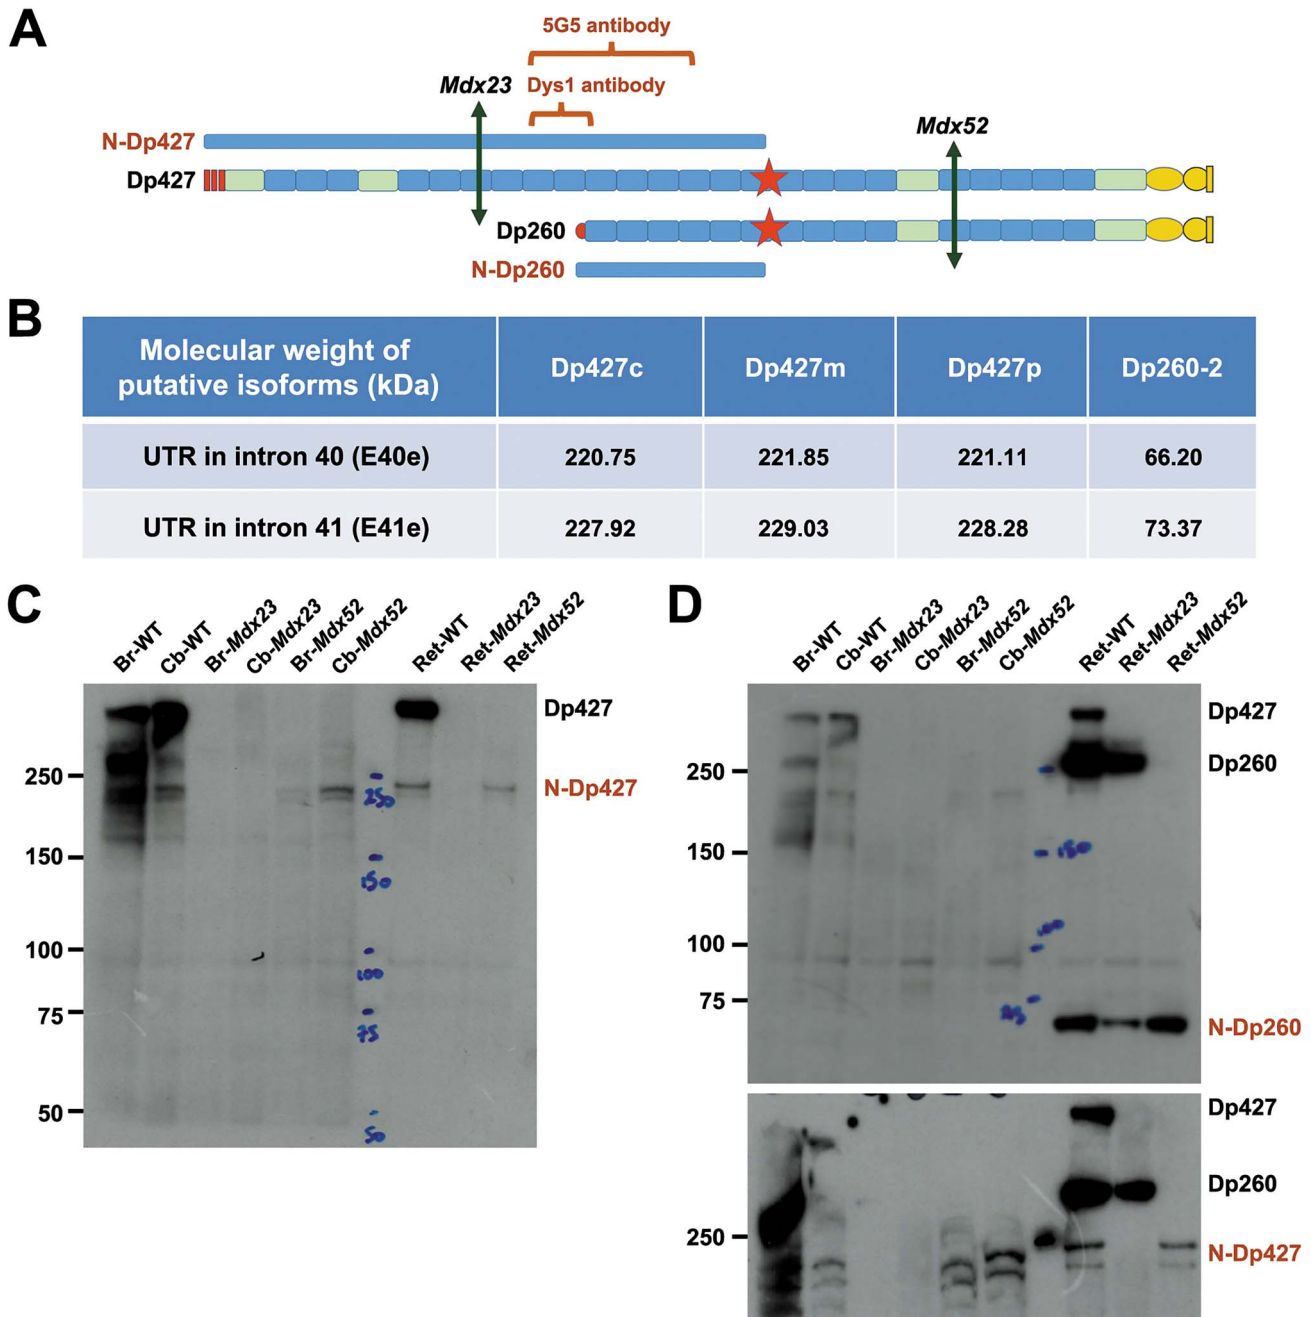 A
5G5 antibody
Mdx23
Dys1 antibody
Mdx52
N-Dp427
Dp427
Dp260
N-Dp260
B
Molecular weight of putative isoforms (kDa) Dp427c Dp427m Dp427p Dp260-2
UTR in intron 40 (E40e) 220.75 221.85 221.11 66.20
UTR in intron 41 (E41e) 227.92 229.03 228.28 73.37
C
Br-WT
Cb-WT
Br-Mdx23
Cb-Mdx23
Br-Mdx52
Cb-Mdx52
Ret-WT
Ret-Mdx23
Ret-Mdx52
Dp427
250
N-Dp427
250
150
150
100
100
75
75
50
50
D
Br-WT
Cb-WT
Br-Mdx23
Cb-Mdx23
Br-Mdx52
Cb-Mdx52
Ret-WT
Ret-Mdx23
Ret-Mdx52
Dp427
250
Dp260
150
150
100
75
N-Dp260
Dp427
Dp260
250
N-Dp427